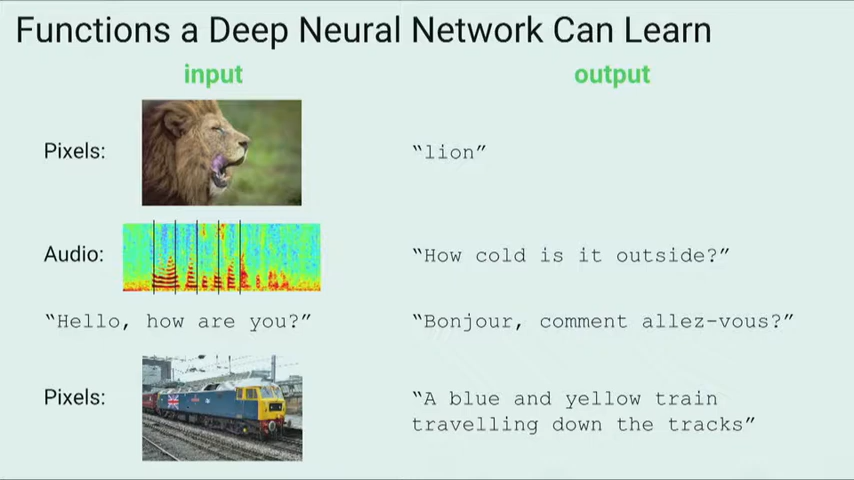 Functions a Deep Neural Network Can Learn
input output
Pixels: “lion”
Audio: “How cold is it outside?”
“Hello, how are you?” “Bonjour, comment allez-vous?”
Pixels: “A blue and yellow train
travelling down the tracks”